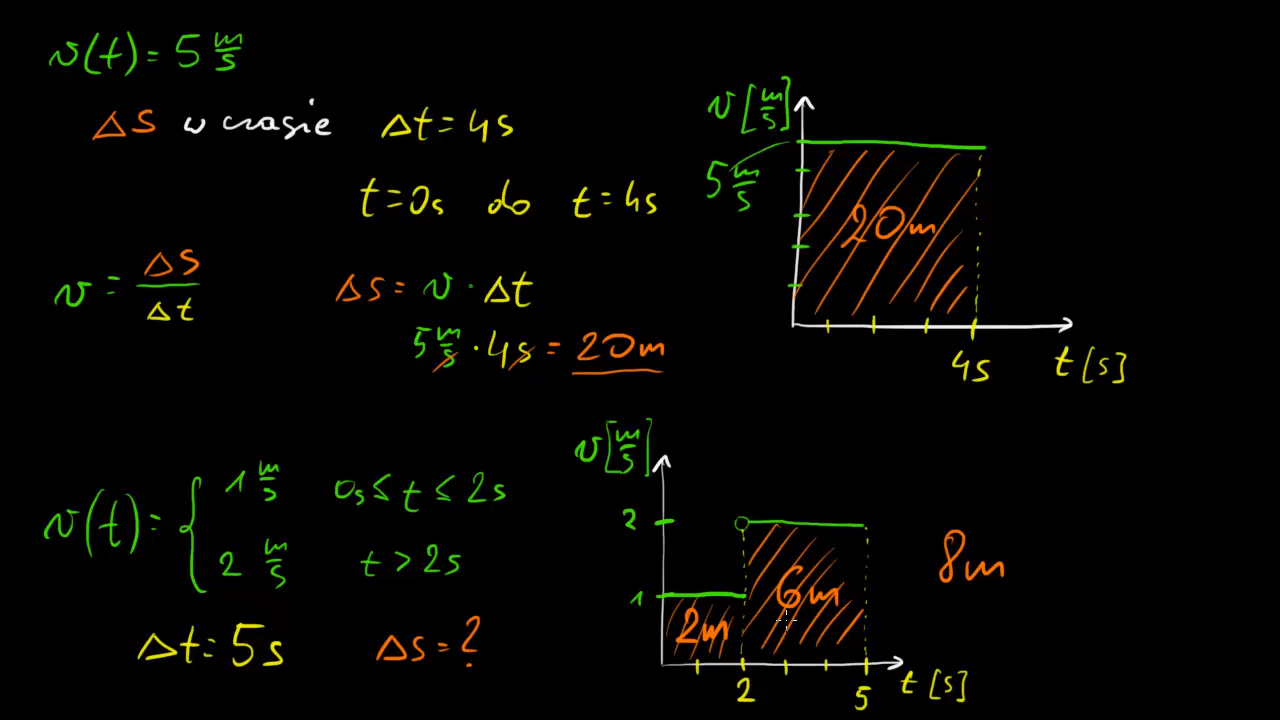 v(t) = 5 m/s
Δs w czasie Δt = 4s
t = 0s do t = 4s
v = Δs/Δt
Δs = v · Δt
5 m/s · 4s = 20m
v [m/s]
5 m/s
20m
4s
t [s]
v(t) = { 1 m/s 0s ≤ t ≤ 2s
2 m/s t > 2s
Δt = 5s Δs = ?
v [m/s]
2
1
2m
6m
2
5
t [s]
8m